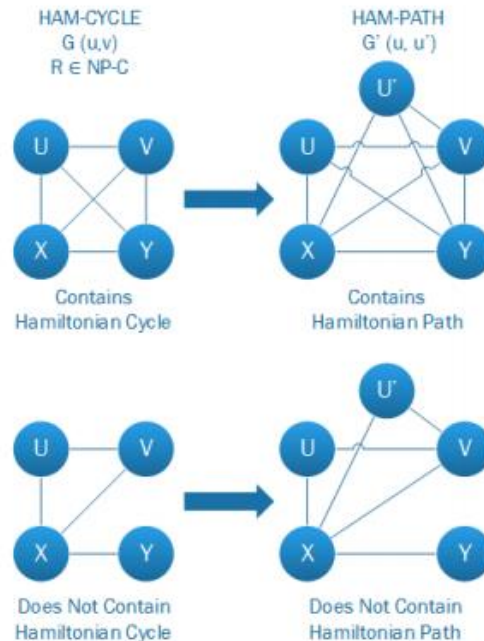 HAM-CYCLE
G (u,v)
R ∈ NP-C
HAM-PATH
G' (u, u')
U
V
X
Y
U'
U
V
X
Y
Contains
Hamiltonian Cycle
Contains
Hamiltonian Path
U
V
X
Y
U'
U
V
X
Y
Does Not Contain
Hamiltonian Cycle
Does Not Contain
Hamiltonian Path